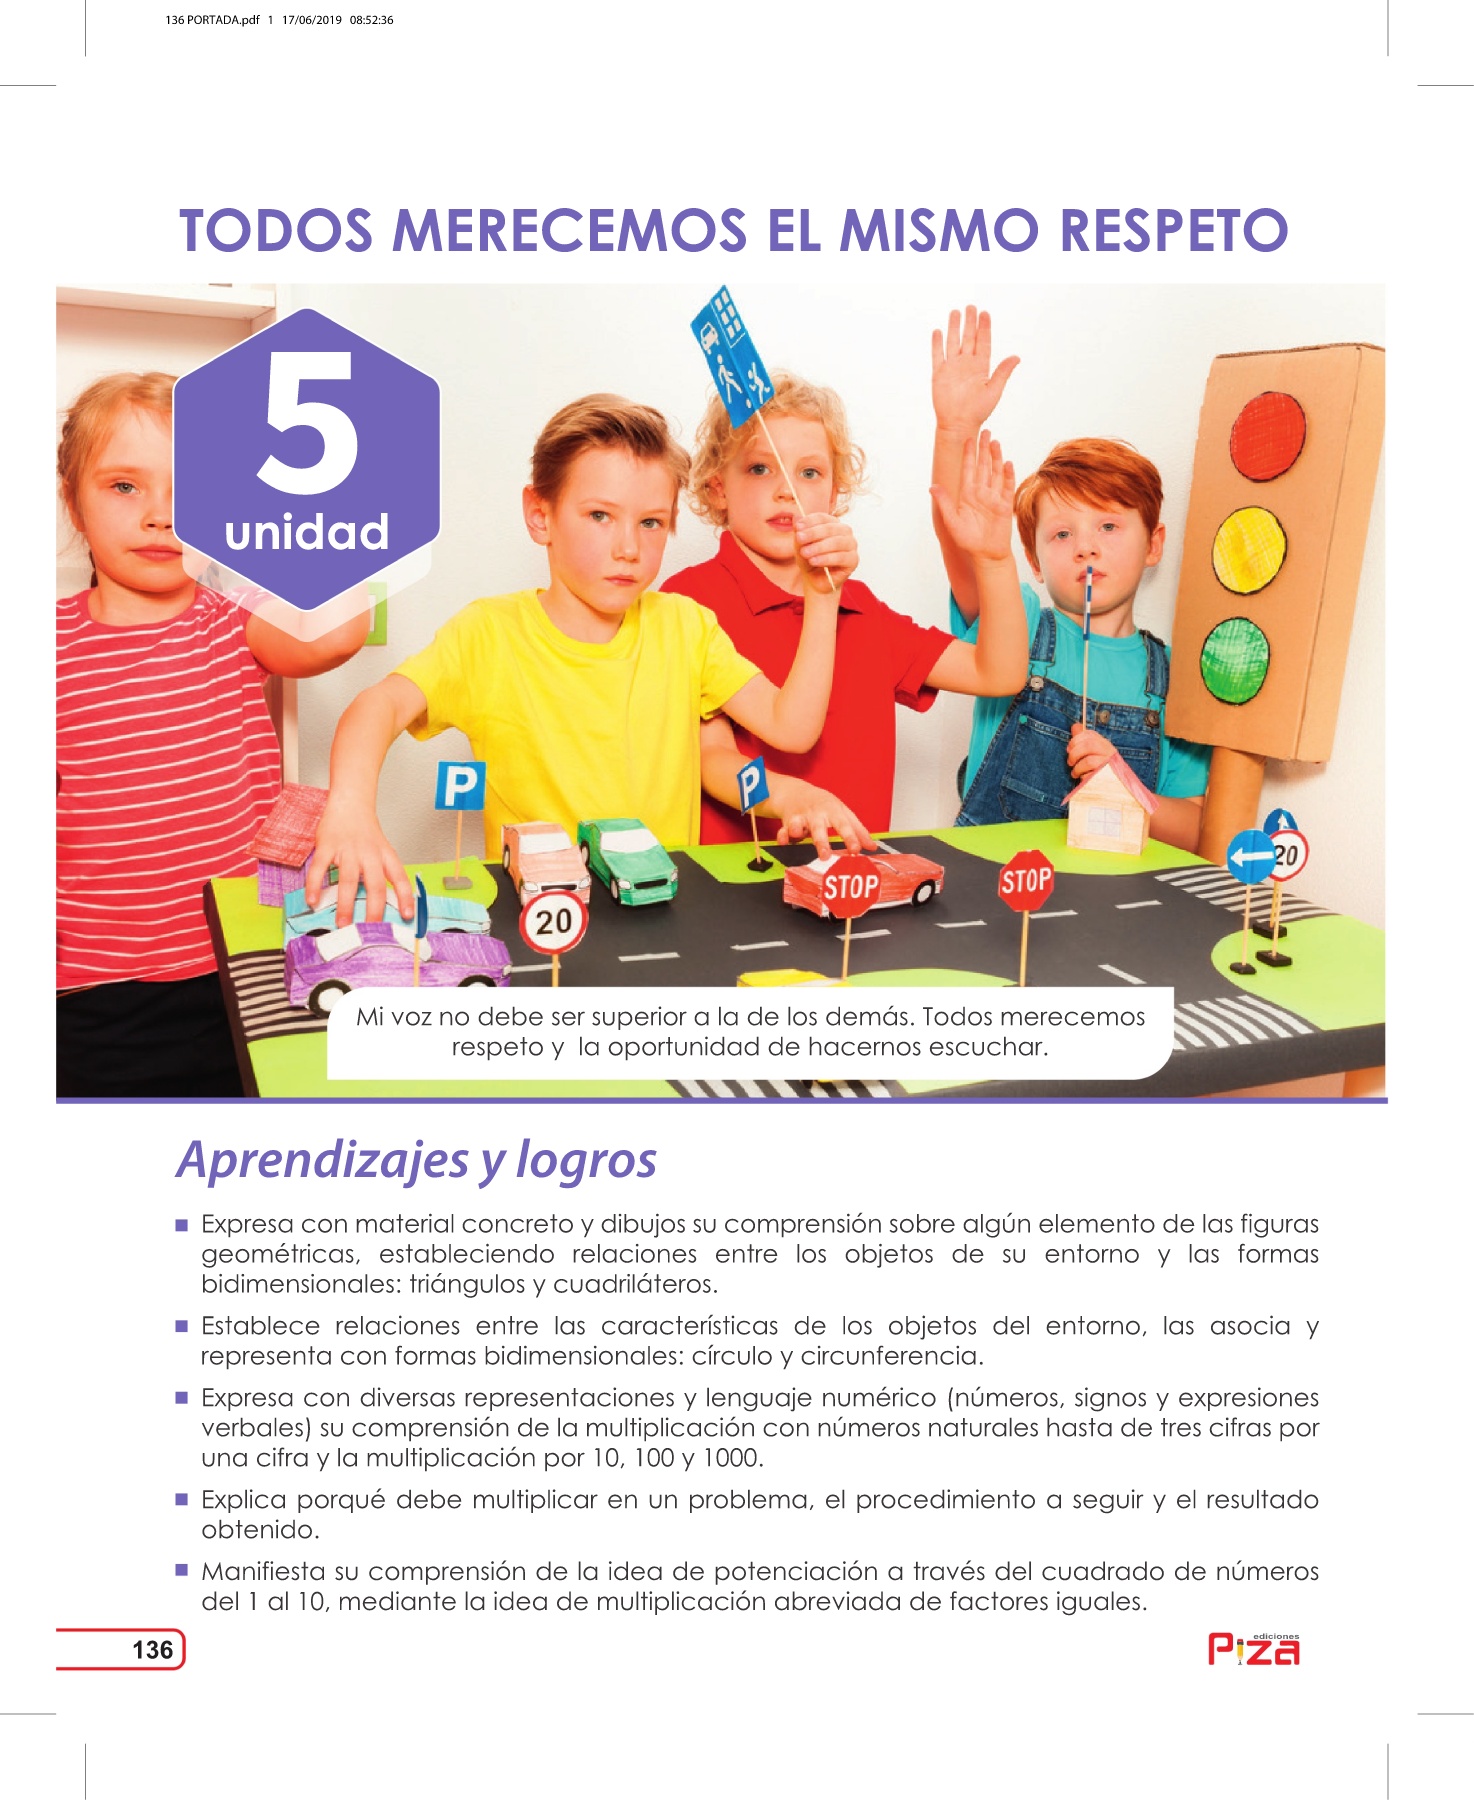 136 PORTADA.pdf 1 17/06/2019 08:52:36
TODOS MERECEMOS EL MISMO RESPETO
5
unidad
P
P
STOP
STOP
20
20
Mi voz no debe ser superior a la de los demás. Todos merecemos
respeto y la oportunidad de hacernos escuchar.
Aprendizajes y logros
Expresa con material concreto y dibujos su comprensión sobre algún elemento de las figuras
geométricas, estableciendo relaciones entre los objetos de su entorno y las formas
bidimensionales: triángulos y cuadriláteros.
Establece relaciones entre las características de los objetos del entorno, las asocia y
representa con formas bidimensionales: círculo y circunferencia.
Expresa con diversas representaciones y lenguaje numérico (números, signos y expresiones
verbales) su comprensión de la multiplicación con números naturales hasta de tres cifras por
una cifra y la multiplicación por 10, 100 y 1000.
Explica porqué debe multiplicar en un problema, el procedimiento a seguir y el resultado
obtenido.
Manifiesta su comprensión de la idea de potenciación a través del cuadrado de números
del 1 al 10, mediante la idea de multiplicación abreviada de factores iguales.
136
ediciones
Piza